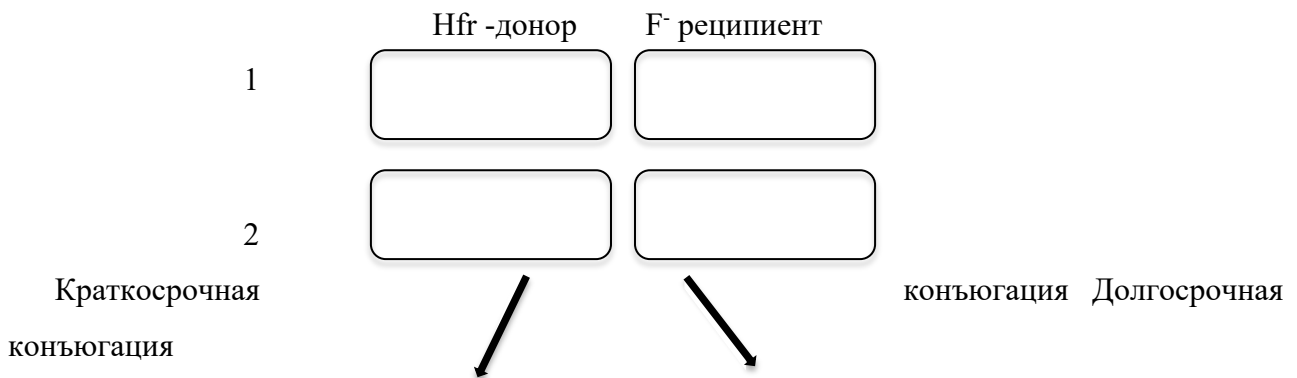 Hfr -донор F⁻ реципиент
1
2
Краткосрочная конъюгация Долгосрочная
конъюгация